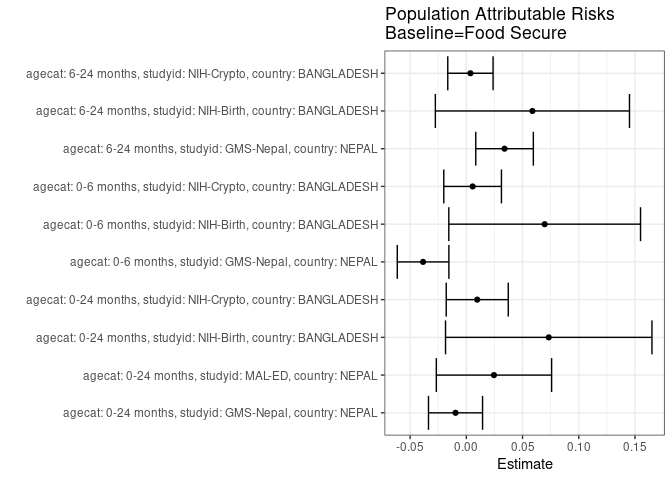 Population Attributable Risks
Baseline=Food Secure
agecat: 6-24 months, studyid: NIH-Crypto, country: BANGLADESH
agecat: 6-24 months, studyid: NIH-Birth, country: BANGLADESH
agecat: 6-24 months, studyid: GMS-Nepal, country: NEPAL
agecat: 0-6 months, studyid: NIH-Crypto, country: BANGLADESH
agecat: 0-6 months, studyid: NIH-Birth, country: BANGLADESH
agecat: 0-6 months, studyid: GMS-Nepal, country: NEPAL
agecat: 0-24 months, studyid: NIH-Crypto, country: BANGLADESH
agecat: 0-24 months, studyid: NIH-Birth, country: BANGLADESH
agecat: 0-24 months, studyid: MAL-ED, country: NEPAL
agecat: 0-24 months, studyid: GMS-Nepal, country: NEPAL
-0.05 0.00 0.05 0.10 0.15
Estimate